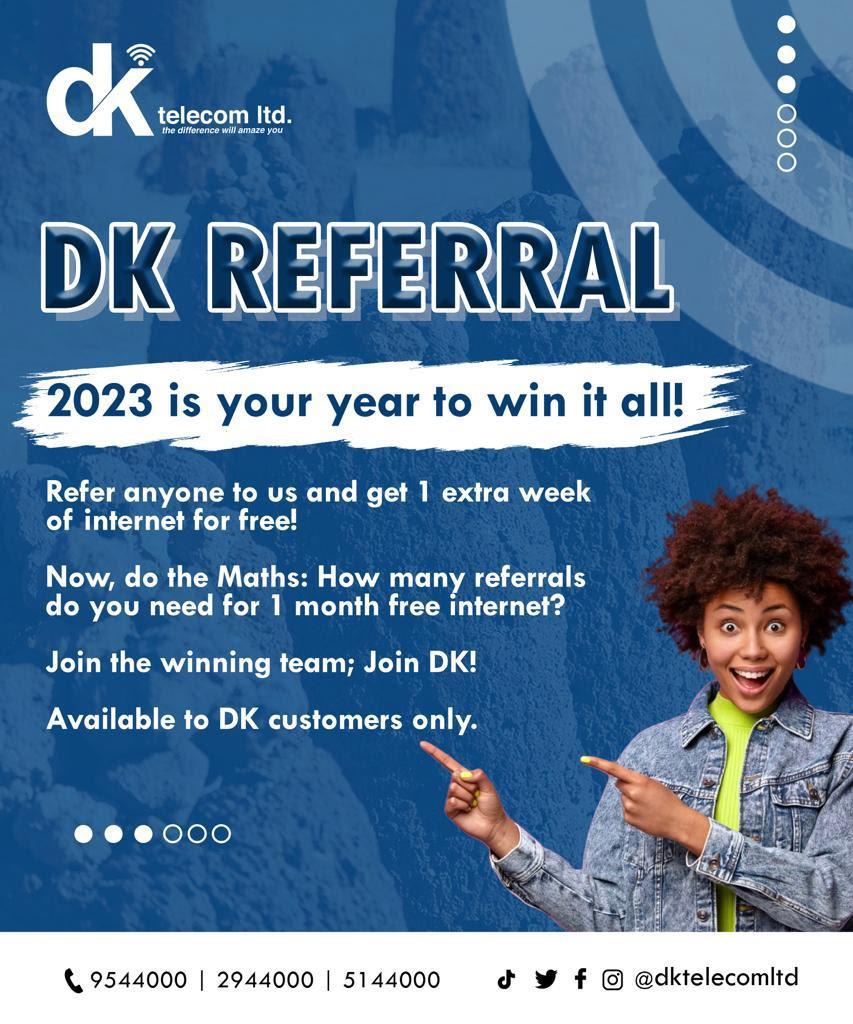 dk telecom ltd.
the difference will amaze you
DK REFERRAL
2023 is your year to win it all!
Refer anyone to us and get 1 extra week
of internet for free!
Now, do the Maths: How many referrals
do you need for 1 month free internet?
Join the winning team; Join DK!
Available to DK customers only.
9544000 | 2944000 | 5144000
@dktelecomltd